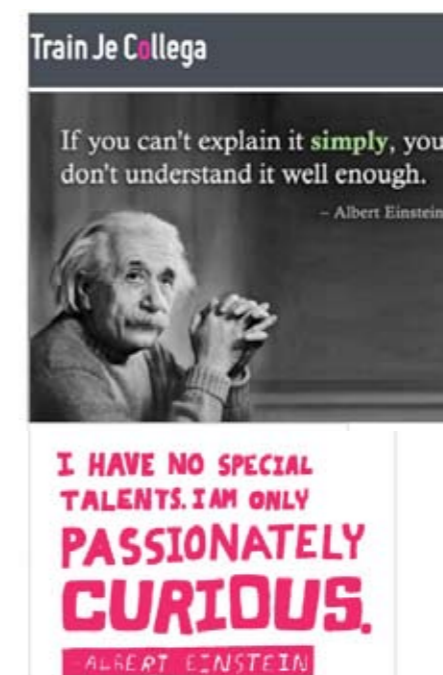 Train Je Collega
If you can't explain it simply, you
don't understand it well enough.
– Albert Einstein
I HAVE NO SPECIAL
TALENTS. I AM ONLY
PASSIONATELY
CURIOUS.
-ALBERT EINSTEIN